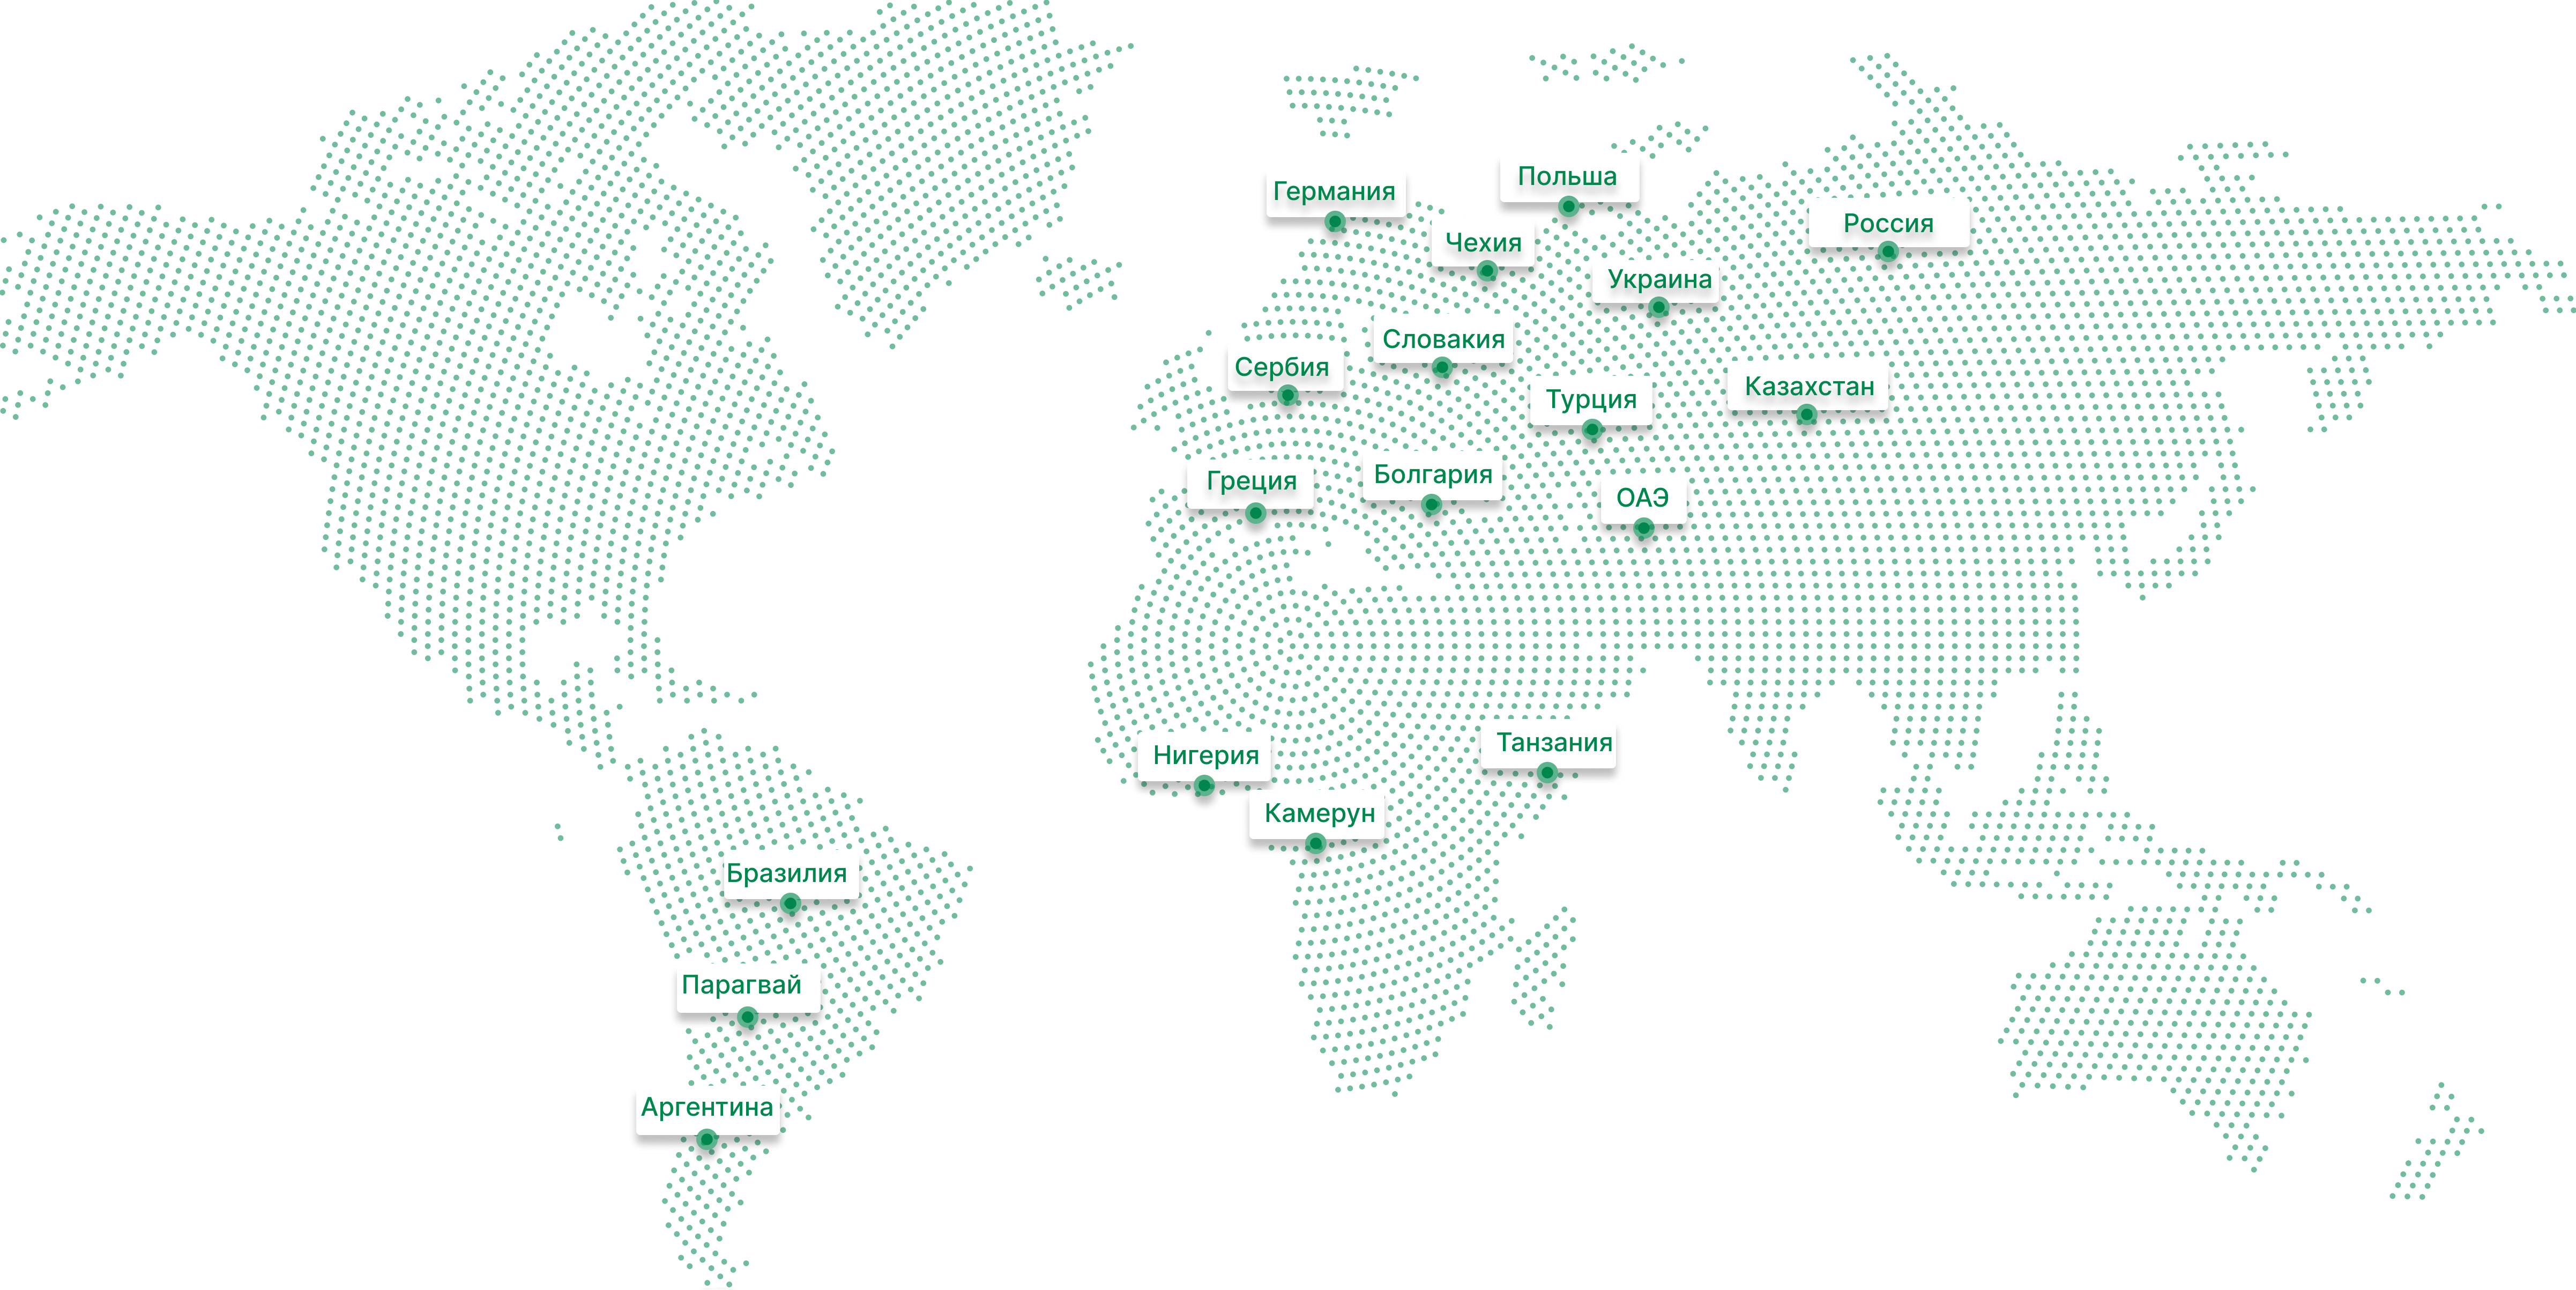 Польша
Германия
Россия
Чехия
Украина
Словакия
Сербия
Казахстан
Турция
Болгария
Греция
ОАЭ
Танзания
Нигерия
Камерун
Бразилия
Парагвай
Аргентина